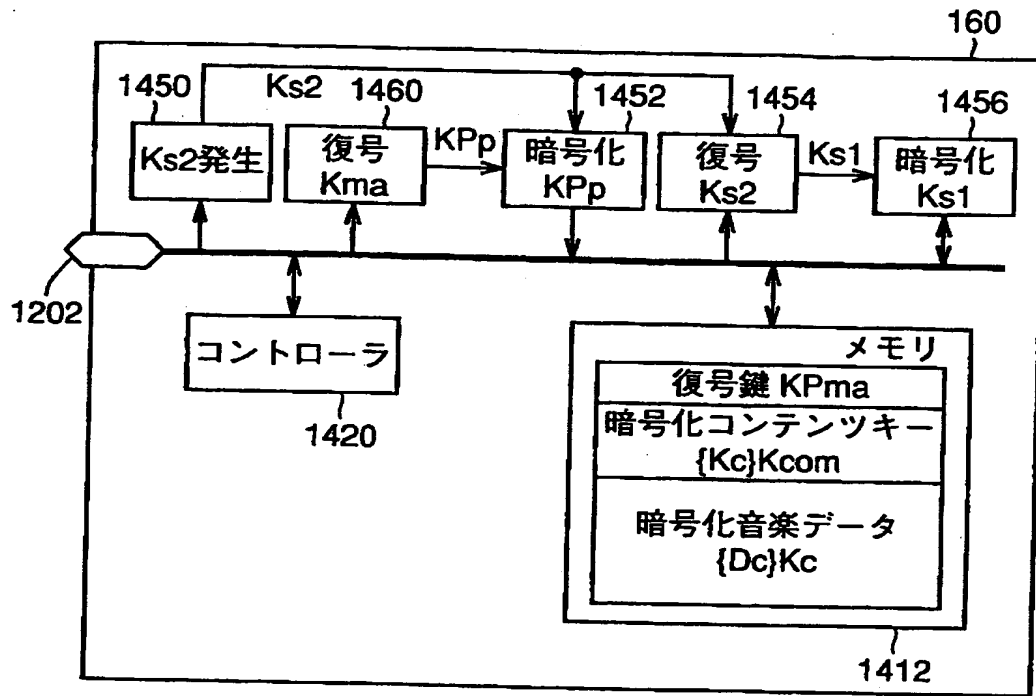 160
1450
Ks2
1460
1452
1454
1456
Ks2発生
復号
Kma
KPp
暗号化
KPp
復号
Ks2
Ks1
暗号化
Ks1
1202
コントローラ
1420
メモリ
復号鍵 KPma
暗号化コンテンツキー
{Kc}Kcom
暗号化音楽データ
{Dc}Kc
1412